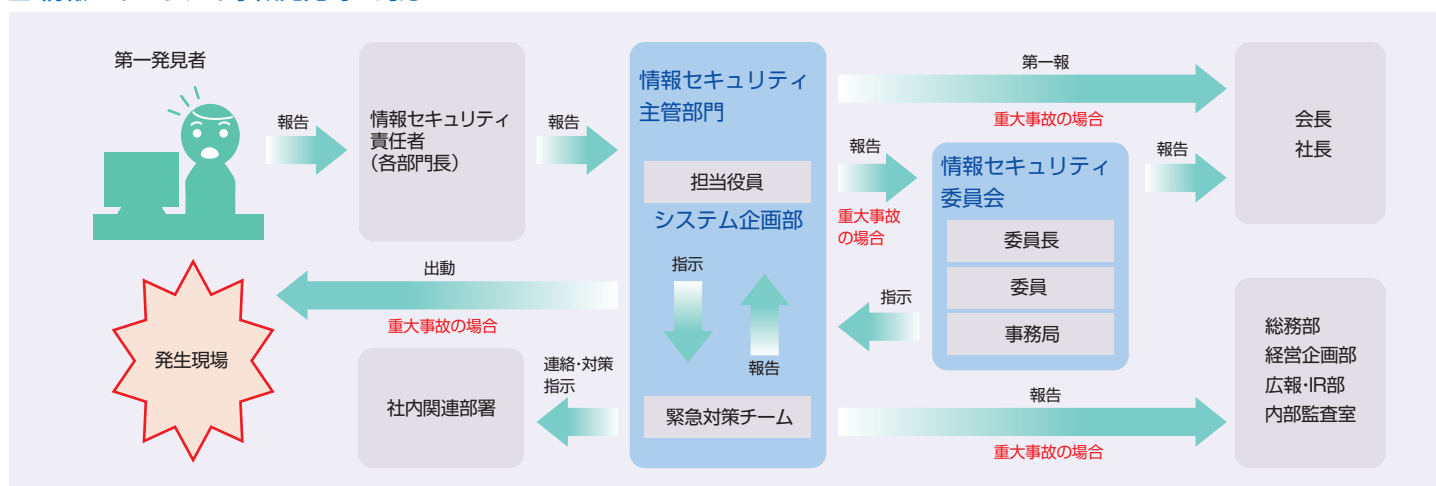 第一発見者
報告
情報セキュリティ
責任者
（各部門長）
報告
情報セキュリティ
主管部門
担当役員
システム企画部
指示
報告
緊急対策チーム
第一報
重大事故の場合
報告
重大事故
の場合
情報セキュリティ
委員会
委員長
委員
事務局
指示
報告
会長
社長
出動
重大事故の場合
発生現場
連絡・対策
指示
社内関連部署
報告
重大事故の場合
総務部
経営企画部
広報・IR部
内部監査室